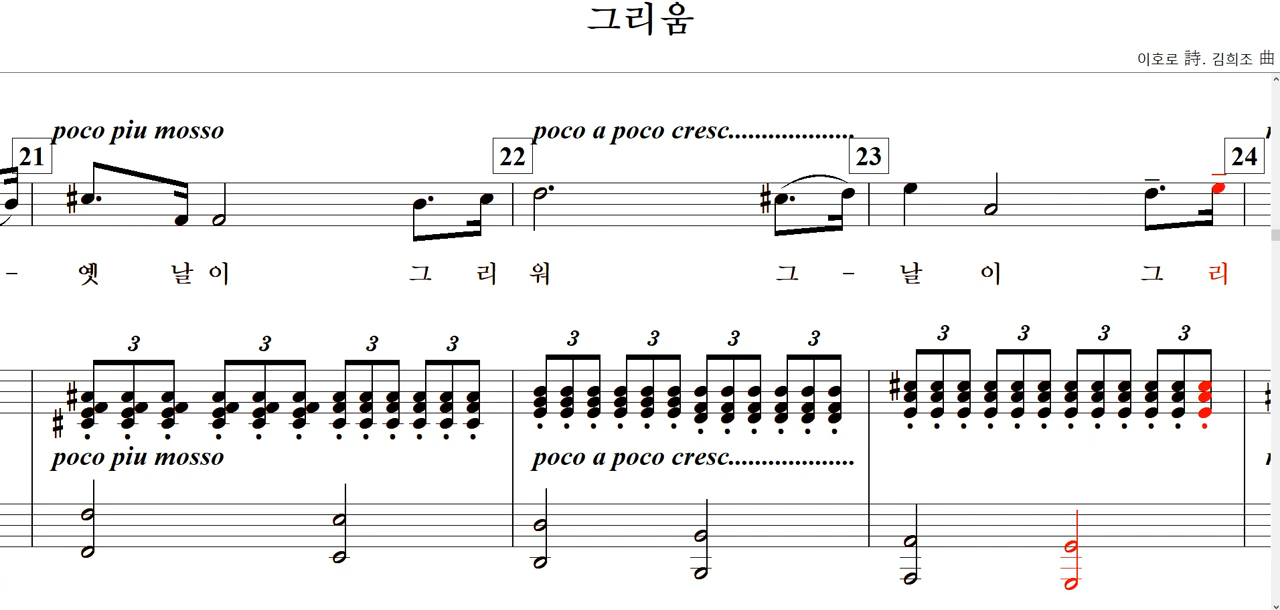 그리움
이호로 詩. 김희조 曲
poco piu mosso
poco a poco cresc...................
21
22
23
24
- 옛 날 이 그 리 워 그 - 날 이 그 리
3 3 3 3 3 3 3 3 3 3 3 3
poco piu mosso
poco a poco cresc...................